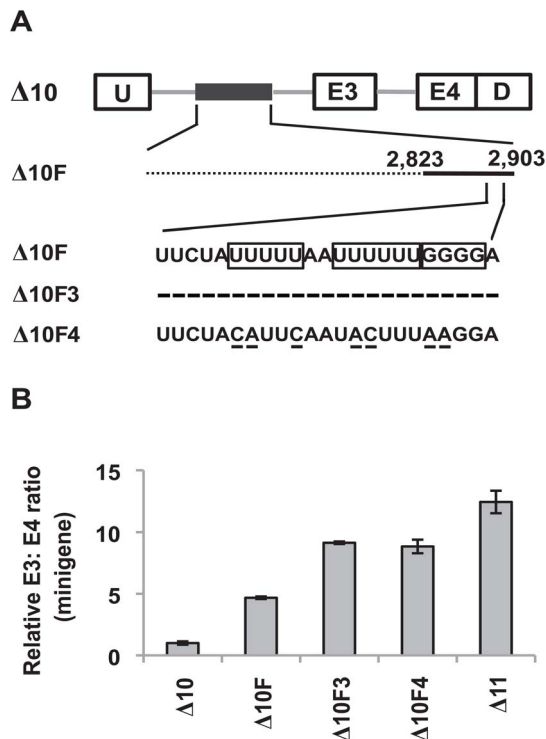 A
Δ10 U E3 E4 D
2,823 2,903
Δ10F
Δ10F UUCUAUUUUUAAUUUUUUGGGGA
Δ10F3
Δ10F4 UUCUACAUUCAAUACUUUAAGGA
B
Relative E3: E4 ratio
(minigene)
15
10
5
0
Δ10 Δ10F Δ10F3 Δ10F4 Δ11